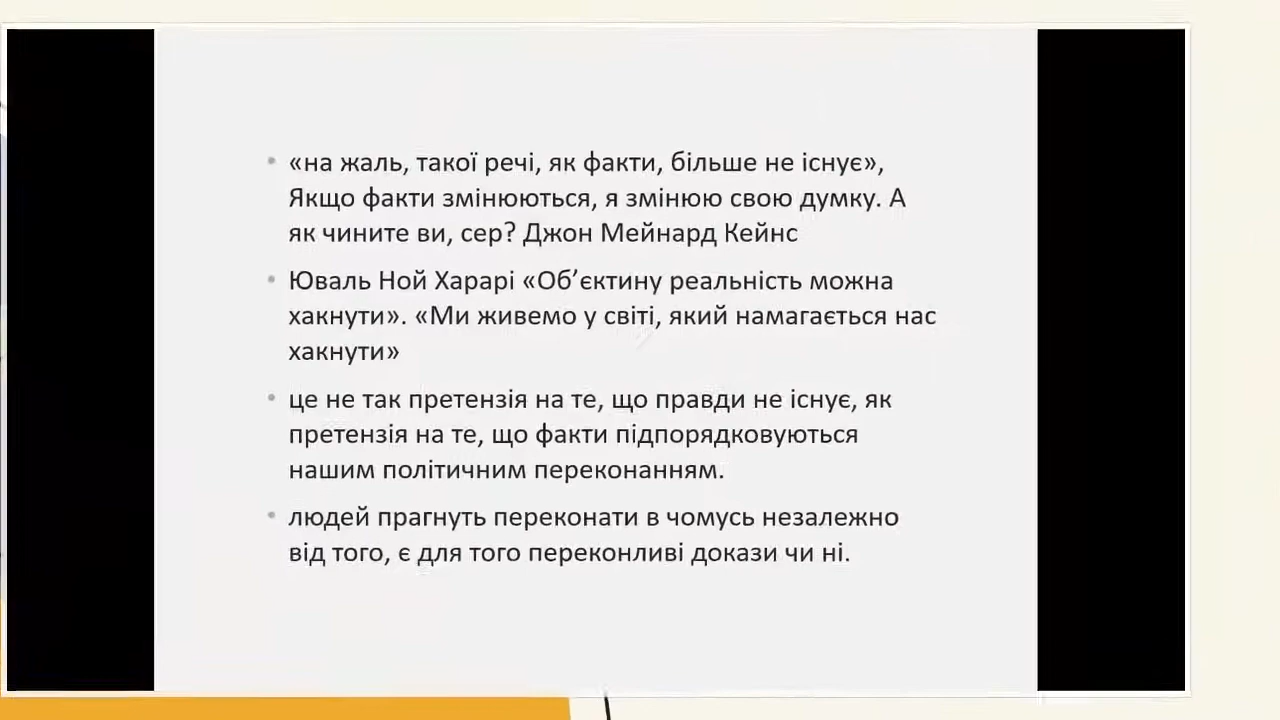 • «на жаль, такої речі, як факти, більше не існує»,
Якщо факти змінюються, я змінюю свою думку. А
як чините ви, сер? Джон Мейнард Кейнс
• Юваль Ной Харарі «Об’єктину реальність можна
хакнути». «Ми живемо у світі, який намагається нас
хакнути»
• це не так претензія на те, що правди не існує, як
претензія на те, що факти підпорядковуються
нашим політичним переконанням.
• людей прагнуть переконати в чомусь незалежно
від того, є для того переконливі докази чи ні.